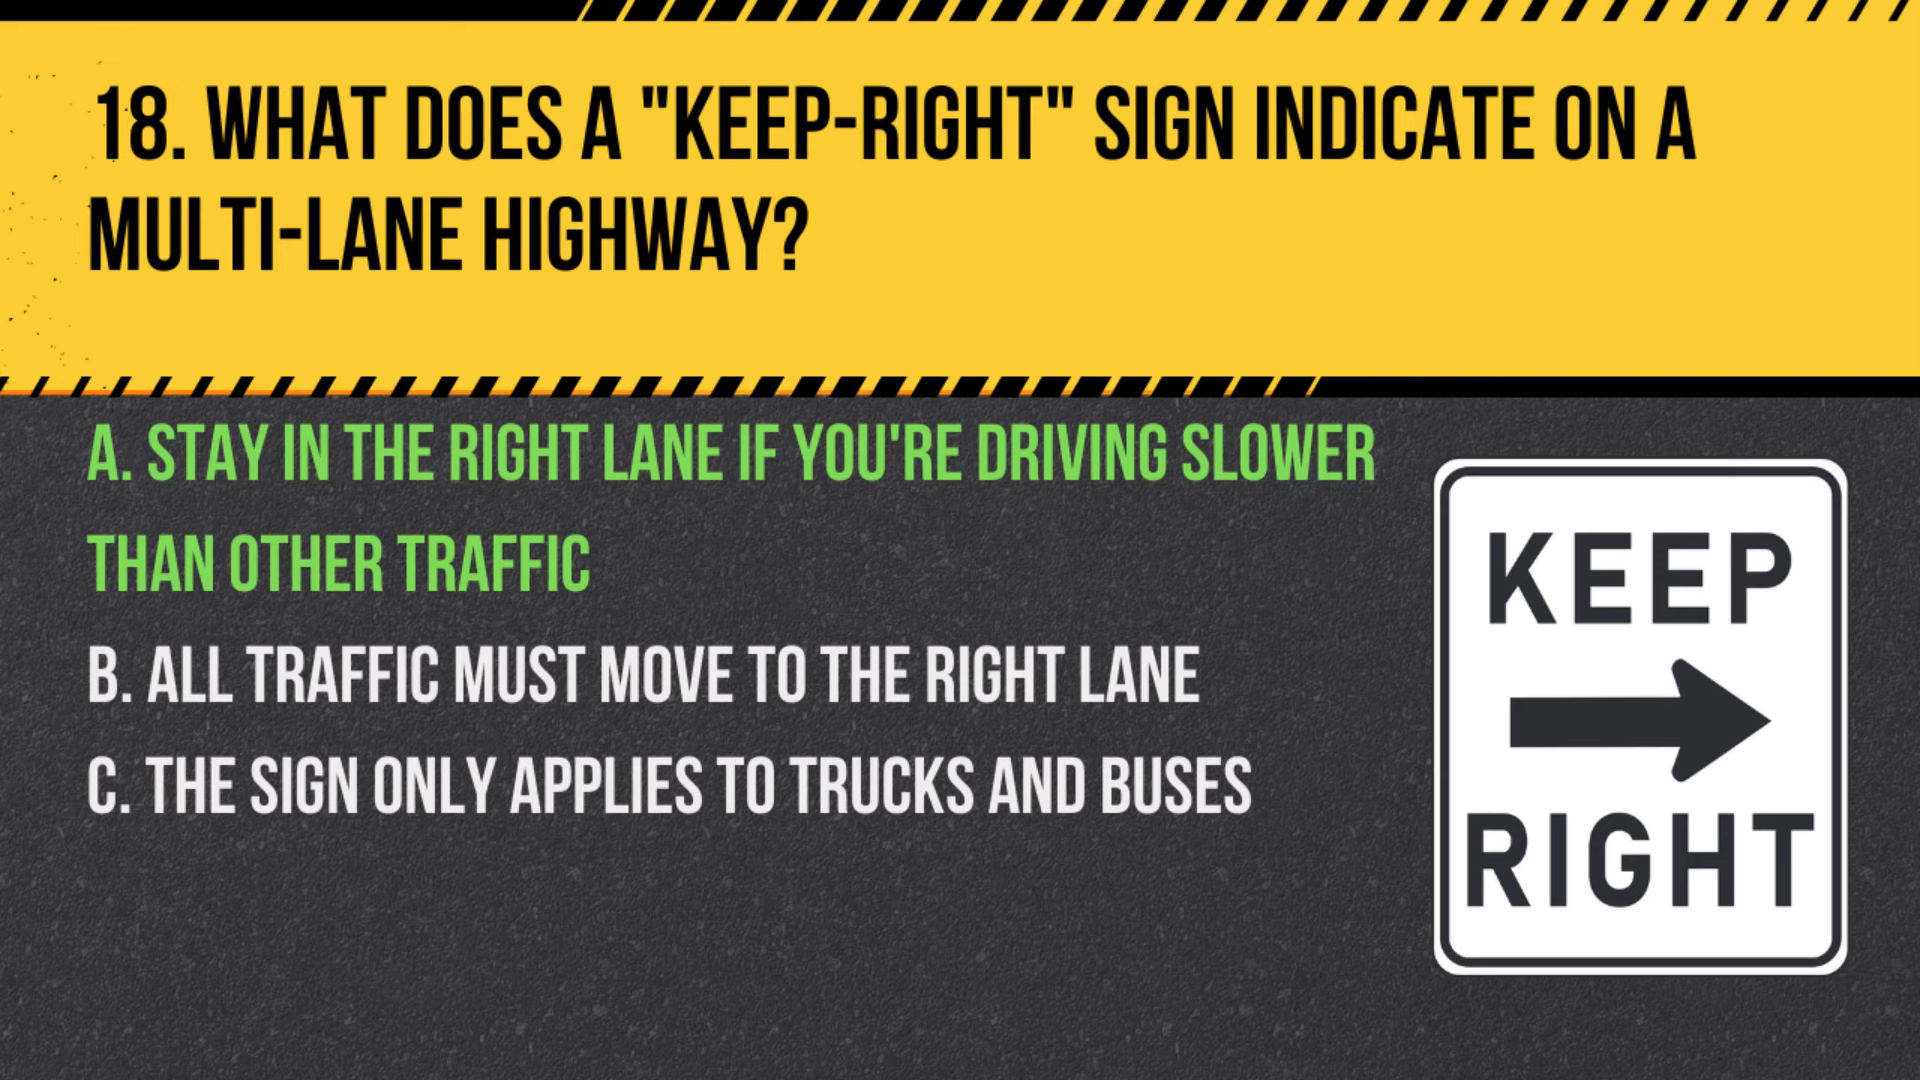 18. WHAT DOES A "KEEP-RIGHT" SIGN INDICATE ON A
MULTI-LANE HIGHWAY?
A. STAY IN THE RIGHT LANE IF YOU'RE DRIVING SLOWER
THAN OTHER TRAFFIC
B. ALL TRAFFIC MUST MOVE TO THE RIGHT LANE
C. THE SIGN ONLY APPLIES TO TRUCKS AND BUSES
KEEP
RIGHT